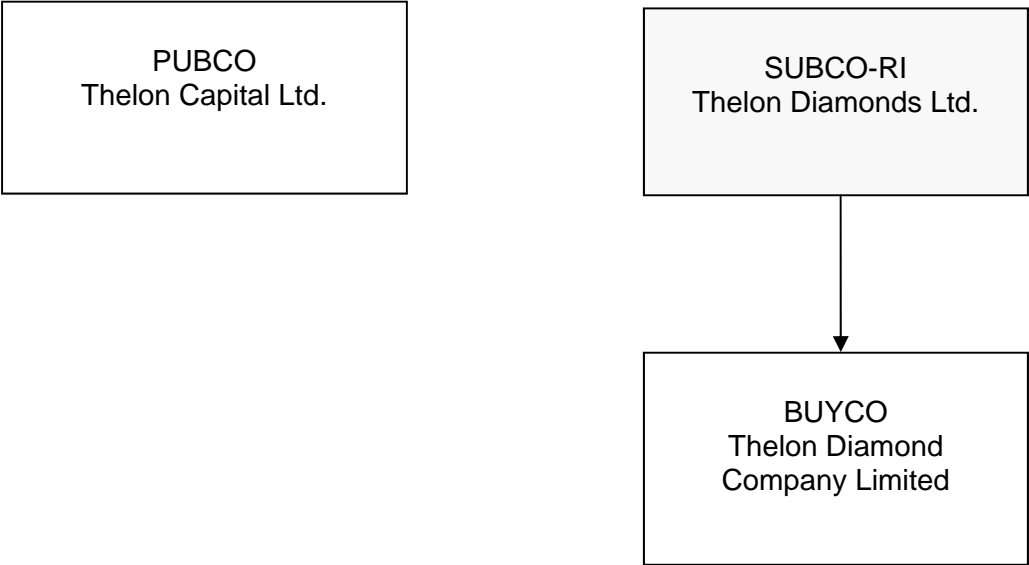 PUBCO
Thelon Capital Ltd.
SUBCO-RI
Thelon Diamonds Ltd.
BUYCO
Thelon Diamond
Company Limited